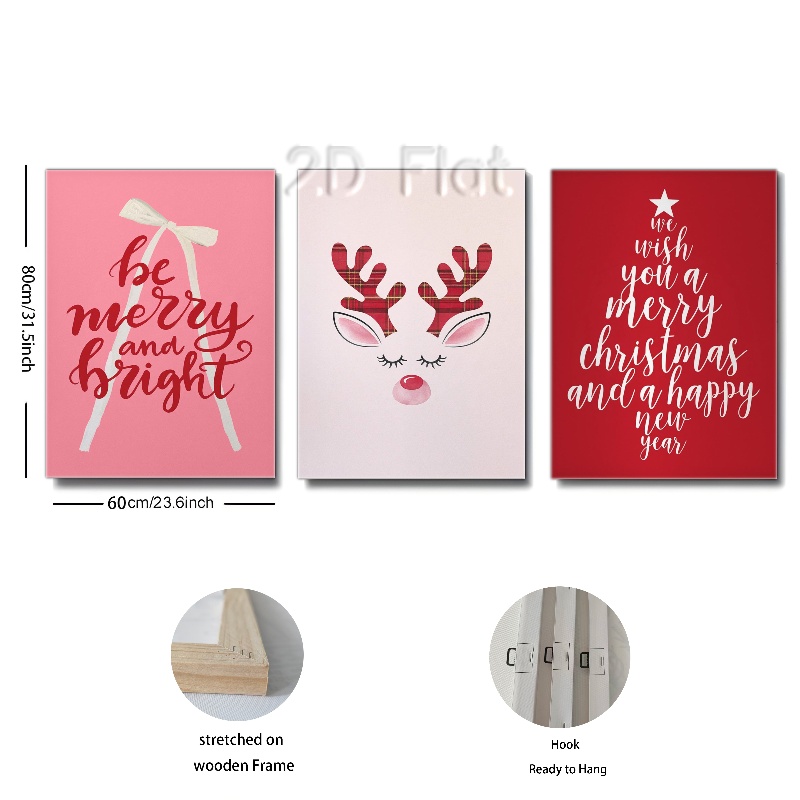 2D Flat
be
merry
and
bright
we
wish
you a
merry
christmas
and a happy
new
year
80cm/31.5inch
60cm/23.6inch
stretched on
wooden Frame
Hook
Ready to Hang